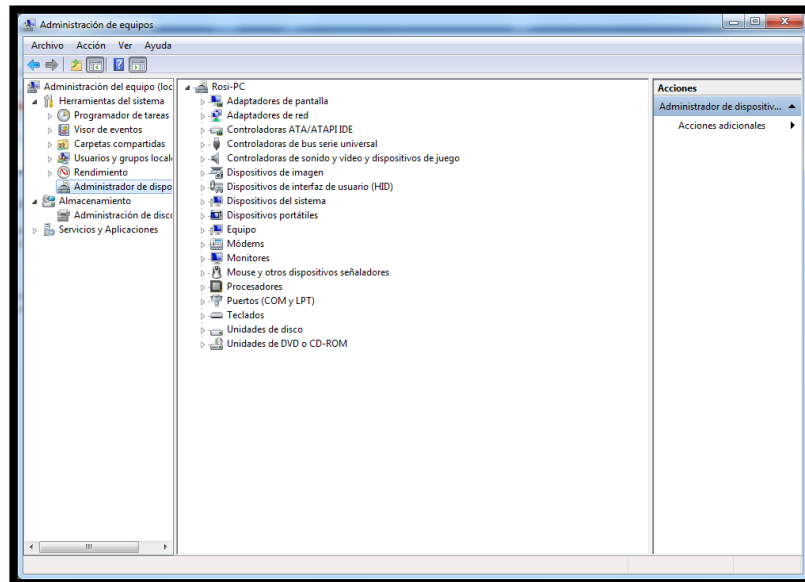 Administración de equipos
Archivo Acción Ver Ayuda
Administración del equipo (loc
Herramientas del sistema
Programador de tareas
Visor de eventos
Carpetas compartidas
Usuarios y grupos locale
Rendimiento
Administrador de dispo
Almacenamiento
Administración de disco
Servicios y Aplicaciones
Rosi-PC
Adaptadores de pantalla
Adaptadores de red
Controladoras ATA/ATAPI IDE
Controladoras de bus serie universal
Controladoras de sonido y vídeo y dispositivos de juego
Dispositivos de imagen
Dispositivos de interfaz de usuario (HID)
Dispositivos del sistema
Dispositivos portátiles
Equipo
Módems
Monitores
Mouse y otros dispositivos señaladores
Procesadores
Puertos (COM y LPT)
Teclados
Unidades de disco
Unidades de DVD o CD-ROM
Acciones
Administrador de dispositiv...
Acciones adicionales